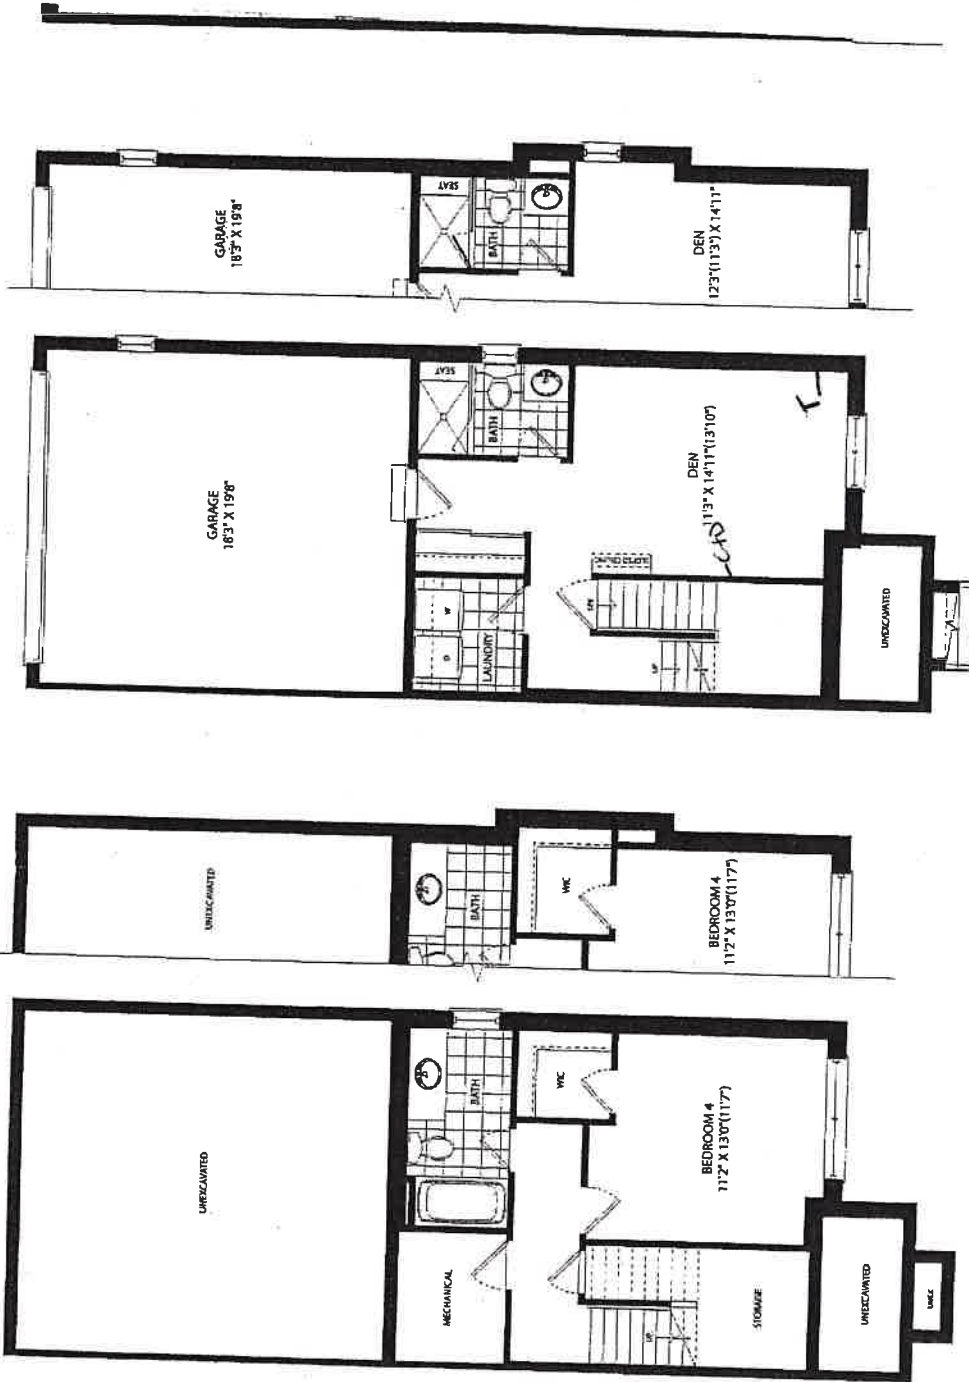 GARAGE
18'3" X 19'8"
SEAT
BATH
DEN
12'3"(11'3") X 14'11"
GARAGE
18'3" X 19'8"
SEAT
BATH
DEN
11'3" X 14'11"(13'10")
T
W
D
LAUNDRY
DN
UP
UNEXCAVATED
UNEXCAVATED
BATH
WIC
BEDROOM 4
11'2" X 13'0"(11'7")
UNEXCAVATED
BATH
WIC
BEDROOM 4
11'2" X 13'0"(11'7")
MECHANICAL
UP
STORAGE
UNEXCAVATED